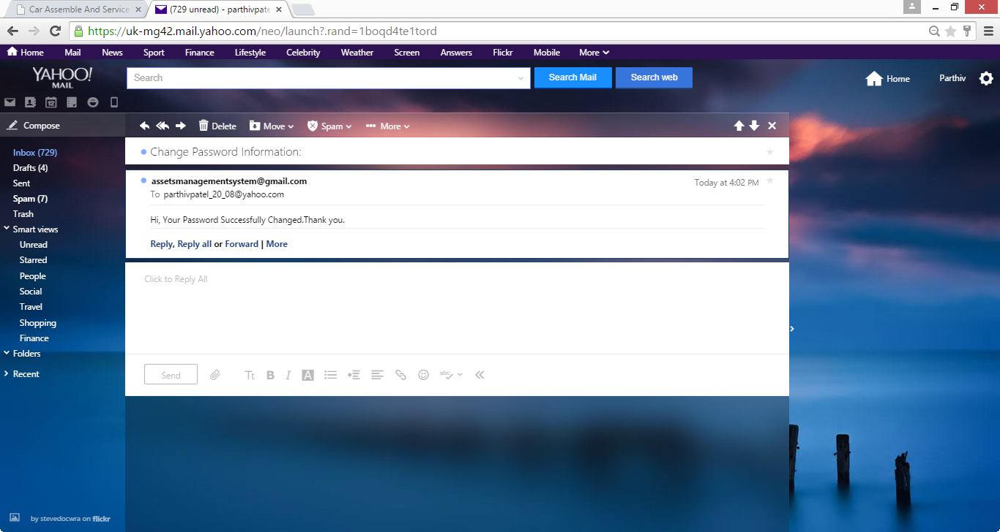 Car Assemble And Service
(729 unread) - parthivpate
https://uk-mg42.mail.yahoo.com/neo/launch?.rand=1boqd4te1tord
Home Mail News Sport Finance Lifestyle Celebrity Weather Screen Answers Flickr Mobile More
YAHOO! MAIL
Search
Search Mail
Search web
Home
Parthiv
12
Compose
Delete Move Spam More
Inbox (729)
Drafts (4)
Sent
Spam (7)
Trash
Smart views
Unread
Starred
People
Social
Travel
Shopping
Finance
Folders
Recent
Change Password Information:
assetsmanagementsystem@gmail.com
Today at 4:02 PM
To parthivpatel_20_08@yahoo.com
Hi, Your Password Successfully Changed.Thank you.
Reply, Reply all or Forward | More
Click to Reply All
Send
Tt B I A abc
by stevedocwra on flickr